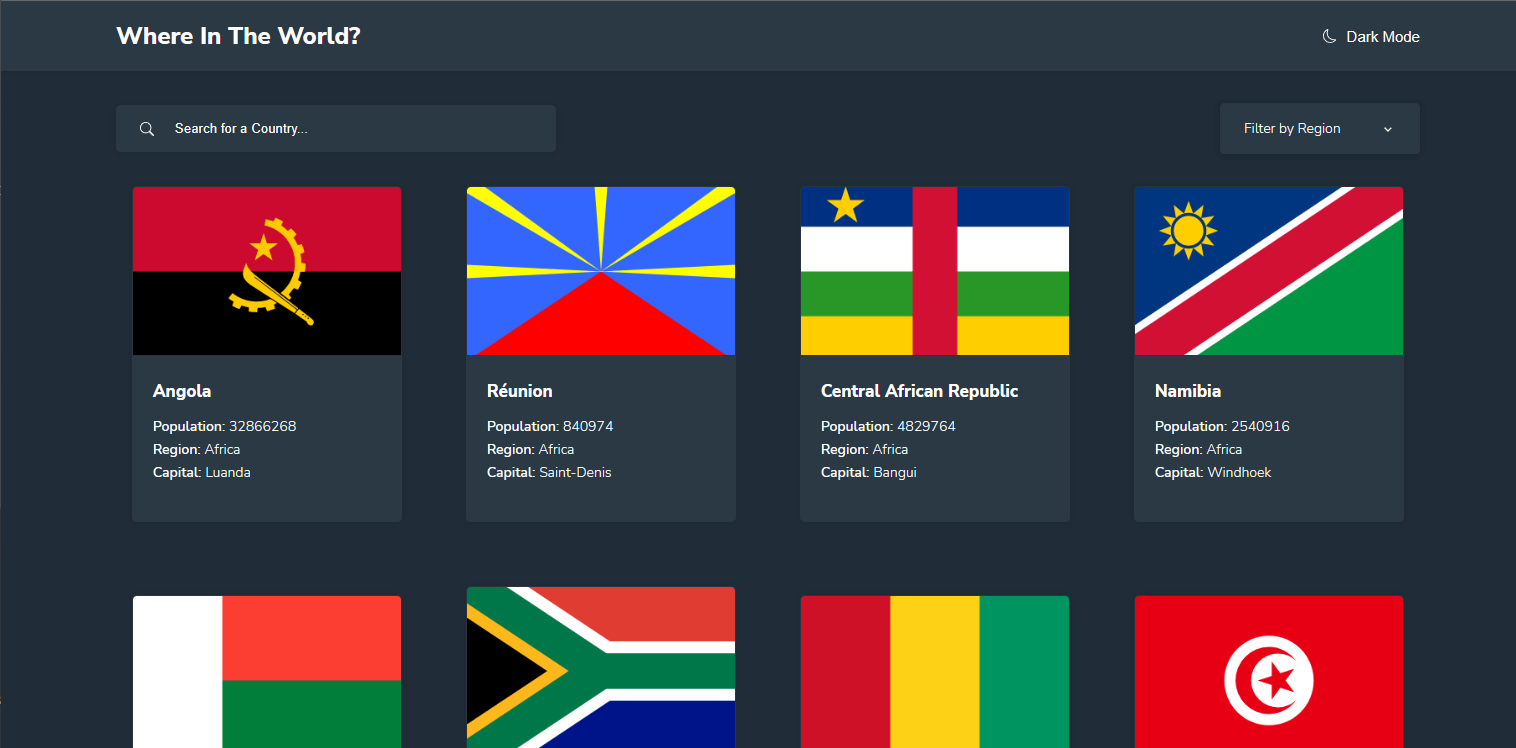 Where In The World?
Dark Mode
Search for a Country...
Filter by Region
Angola
Population: 32866268
Region: Africa
Capital: Luanda
Réunion
Population: 840974
Region: Africa
Capital: Saint-Denis
Central African Republic
Population: 4829764
Region: Africa
Capital: Bangui
Namibia
Population: 2540916
Region: Africa
Capital: Windhoek